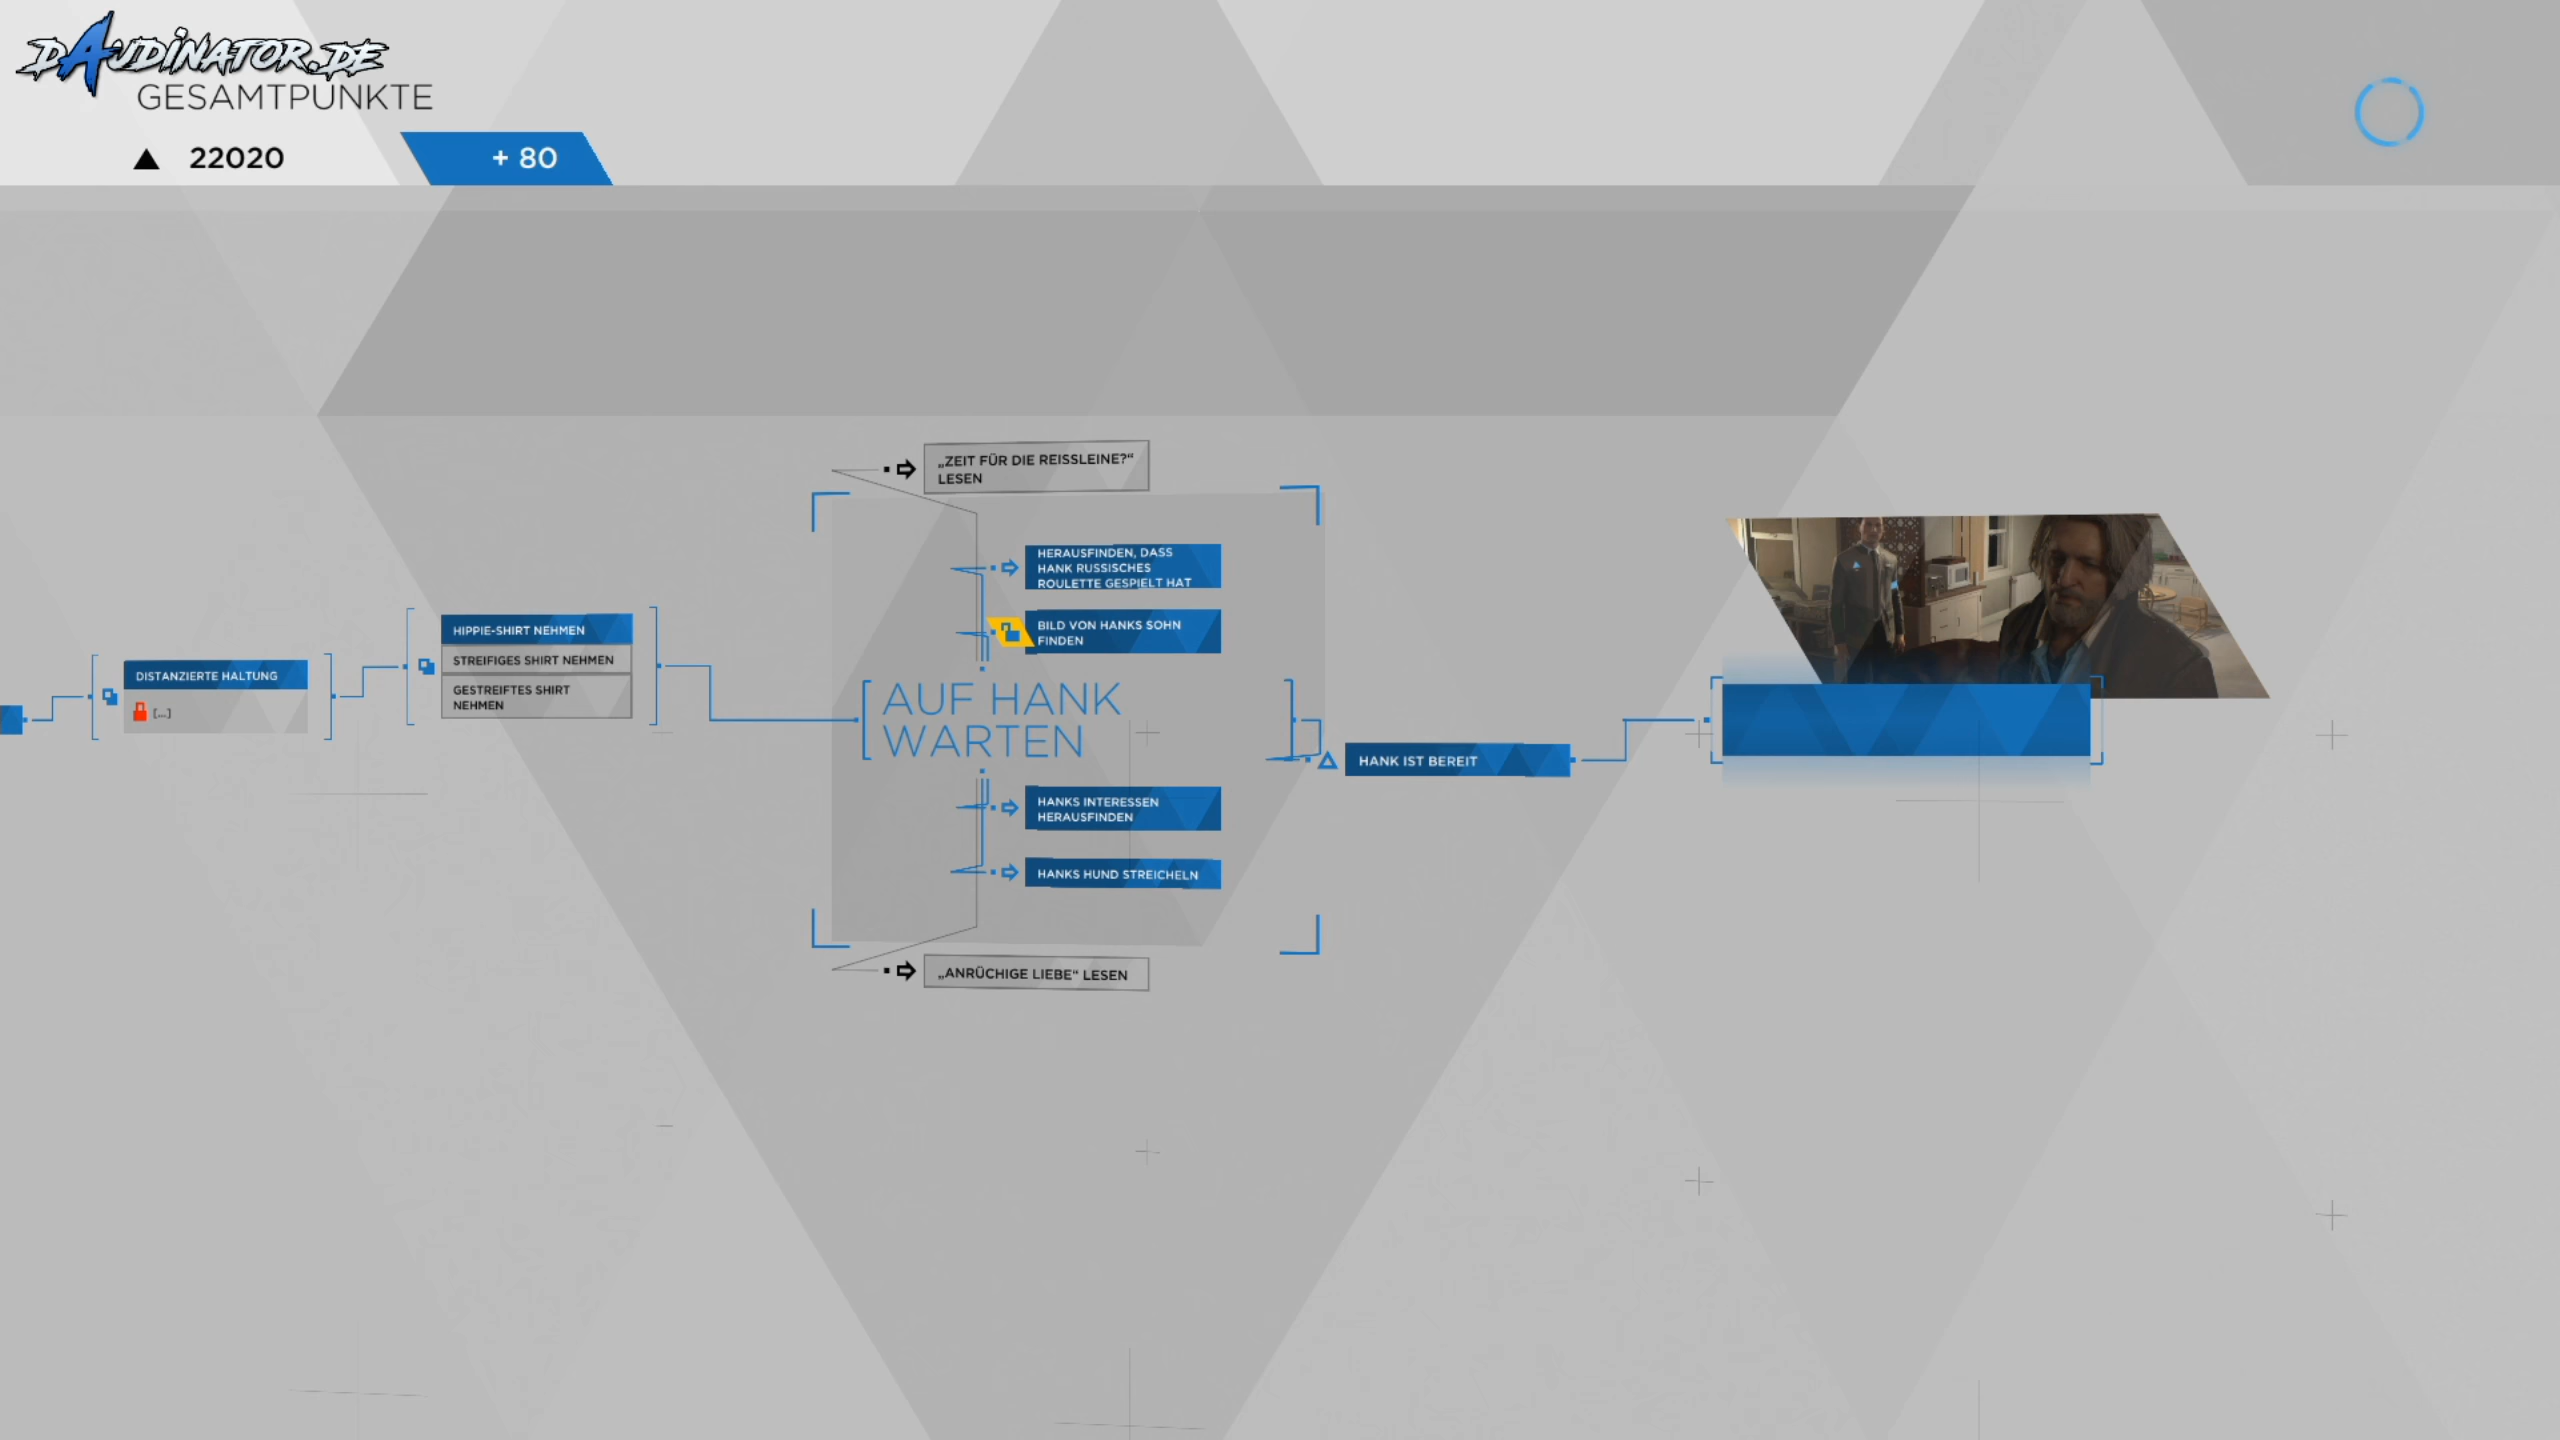 DAUDINATOR.DE
GESAMTPUNKTE
22020
+ 80
DISTANZIERTE HALTUNG
[...]
HIPPIE-SHIRT NEHMEN
STREIFIGES SHIRT NEHMEN
GESTREIFTES SHIRT
NEHMEN
„ZEIT FÜR DIE REISSLEINE?“
LESEN
HERAUSFINDEN, DASS
HANK RUSSISCHES
ROULETTE GESPIELT HAT
BILD VON HANKS SOHN
FINDEN
AUF HANK
WARTEN
HANKS INTERESSEN
HERAUSFINDEN
HANKS HUND STREICHELN
„ANRÜCHIGE LIEBE“ LESEN
HANK IST BEREIT